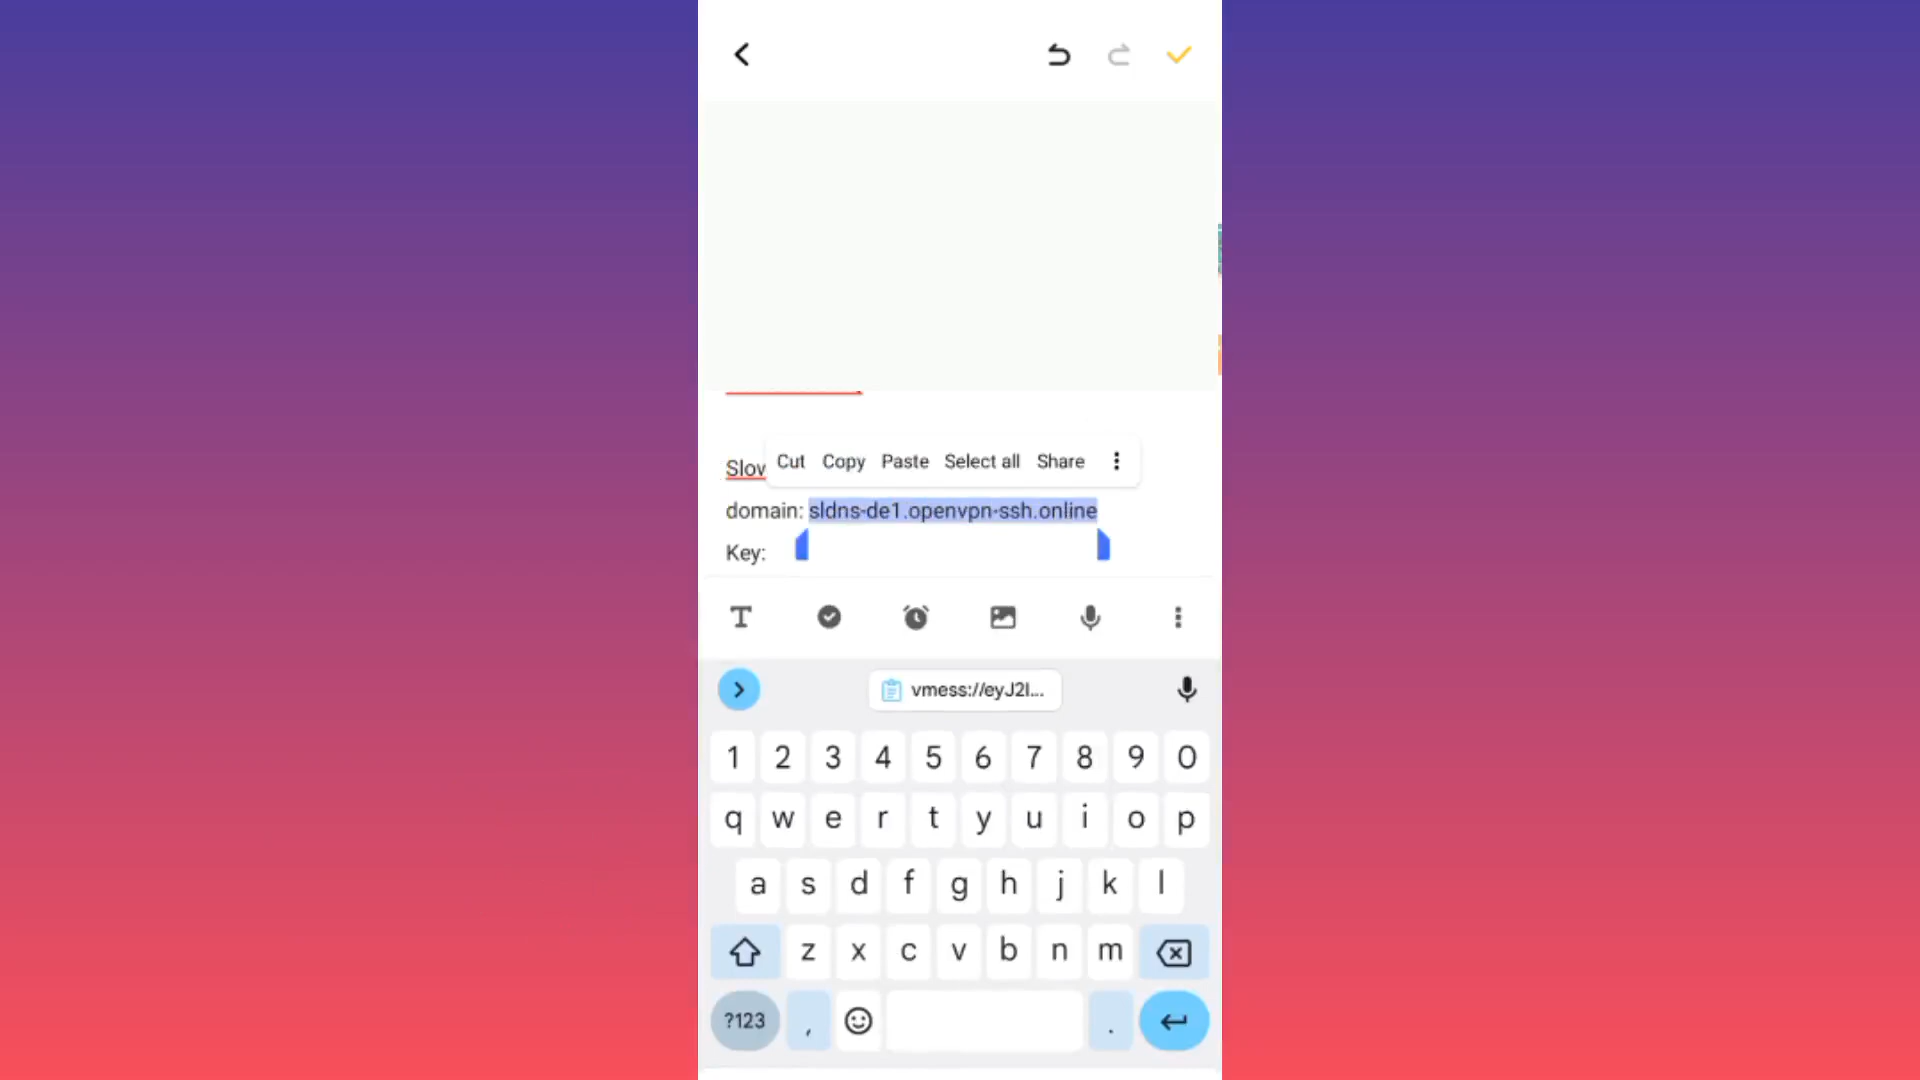 Cut Copy Paste Select all Share
domain: sldns-de1.openvpn-ssh.online
Key:
vmess://eyJ2I...
1 2 3 4 5 6 7 8 9 0
q w e r t y u i o p
a s d f g h j k l
z x c v b n m
?123 , .